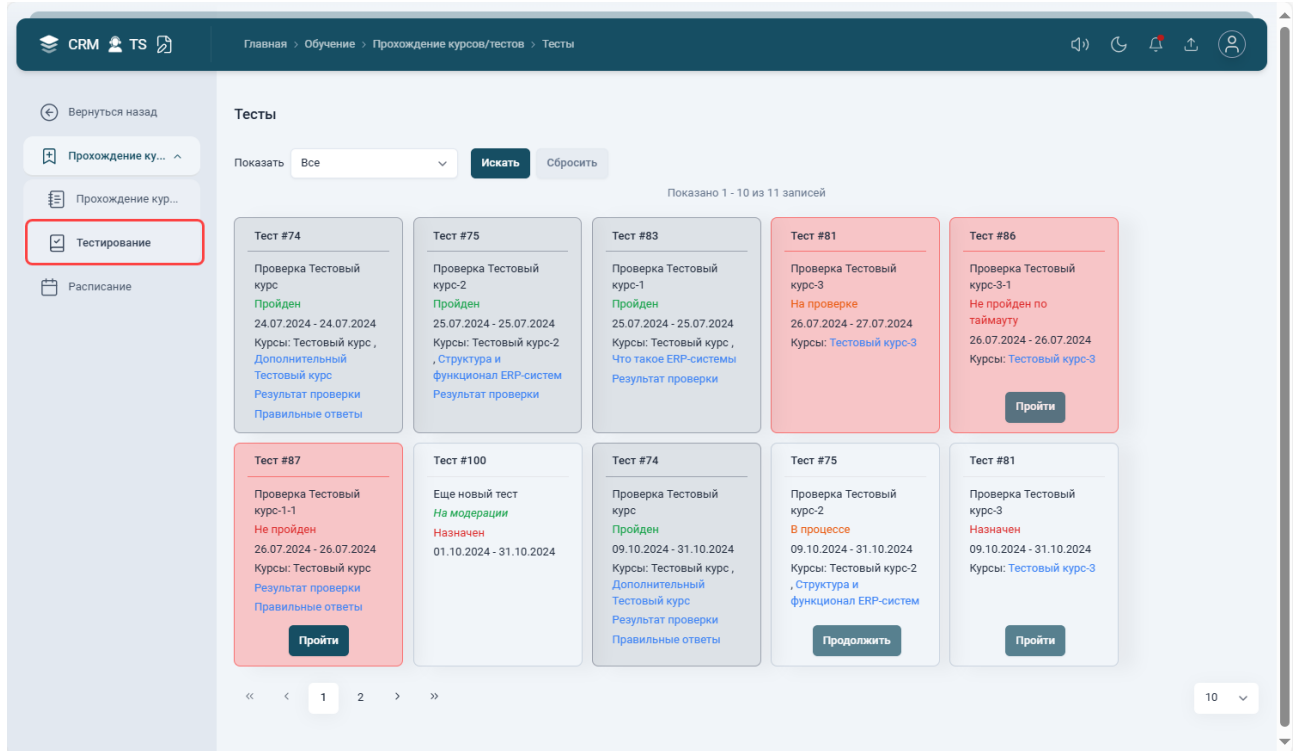 CRM TS
Главная > Обучение > Прохождение курсов/тестов > Тесты
Вернуться назад
Прохождение ку...
Прохождение кур...
Тестирование
Расписание
Тесты
Показать Все Искать Сбросить
Показано 1 - 10 из 11 записей
Тест #74
Проверка Тестовый
курс
Пройден
24.07.2024 - 24.07.2024
Курсы: Тестовый курс ,
Дополнительный
Тестовый курс
Результат проверки
Правильные ответы
Тест #75
Проверка Тестовый
курс-2
Пройден
25.07.2024 - 25.07.2024
Курсы: Тестовый курс-2
, Структура и
функционал ERP-систем
Результат проверки
Тест #83
Проверка Тестовый
курс-1
Пройден
25.07.2024 - 25.07.2024
Курсы: Тестовый курс ,
Что такое ERP-системы
Результат проверки
Тест #81
Проверка Тестовый
курс-3
На проверке
26.07.2024 - 27.07.2024
Курсы: Тестовый курс-3
Тест #86
Проверка Тестовый
курс-3-1
Не пройден по
таймауту
26.07.2024 - 26.07.2024
Курсы: Тестовый курс-3
Пройти
Тест #87
Проверка Тестовый
курс-1-1
Не пройден
26.07.2024 - 26.07.2024
Курсы: Тестовый курс
Результат проверки
Правильные ответы
Пройти
Тест #100
Еще новый тест
На модерации
Назначен
01.10.2024 - 31.10.2024
Тест #74
Проверка Тестовый
курс
Пройден
09.10.2024 - 31.10.2024
Курсы: Тестовый курс ,
Дополнительный
Тестовый курс
Результат проверки
Правильные ответы
Тест #75
Проверка Тестовый
курс-2
В процессе
09.10.2024 - 31.10.2024
Курсы: Тестовый курс-2
, Структура и
функционал ERP-систем
Продолжить
Тест #81
Проверка Тестовый
курс-3
Назначен
09.10.2024 - 31.10.2024
Курсы: Тестовый курс-3
Пройти
« < 1 2 > »
10